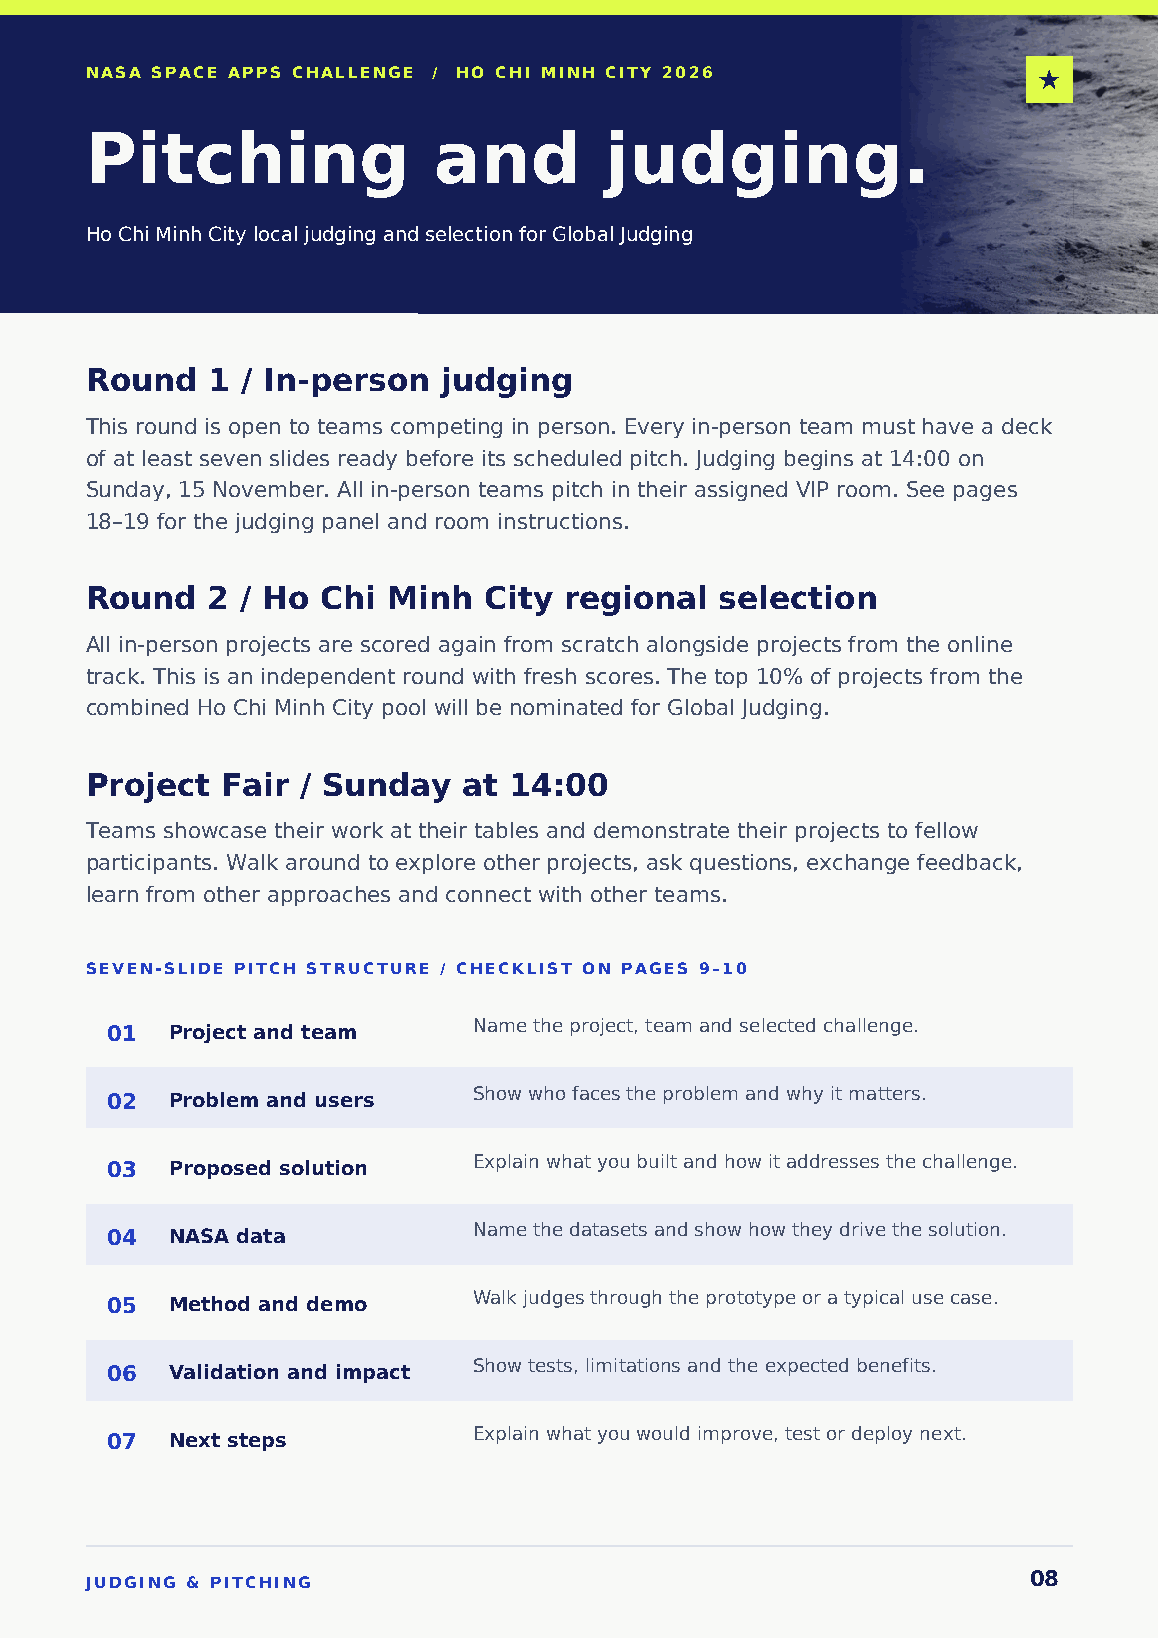 NASA SPACE APPS CHALLENGE / HO CHI MINH CITY 2026
Pitching and judging.
Ho Chi Minh City local judging and selection for Global Judging
Round 1 / In-person judging
This round is open to teams competing in person. Every in-person team must have a deck
of at least seven slides ready before its scheduled pitch. Judging begins at 14:00 on
Sunday, 15 November. All in-person teams pitch in their assigned VIP room. See pages
18–19 for the judging panel and room instructions.
Round 2 / Ho Chi Minh City regional selection
All in-person projects are scored again from scratch alongside projects from the online
track. This is an independent round with fresh scores. The top 10% of projects from the
combined Ho Chi Minh City pool will be nominated for Global Judging.
Project Fair / Sunday at 14:00
Teams showcase their work at their tables and demonstrate their projects to fellow
participants. Walk around to explore other projects, ask questions, exchange feedback,
learn from other approaches and connect with other teams.
SEVEN-SLIDE PITCH STRUCTURE / CHECKLIST ON PAGES 9–10
01 Project and team Name the project, team and selected challenge.
02 Problem and users Show who faces the problem and why it matters.
03 Proposed solution Explain what you built and how it addresses the challenge.
04 NASA data Name the datasets and show how they drive the solution.
05 Method and demo Walk judges through the prototype or a typical use case.
06 Validation and impact Show tests, limitations and the expected benefits.
07 Next steps Explain what you would improve, test or deploy next.
JUDGING & PITCHING 08